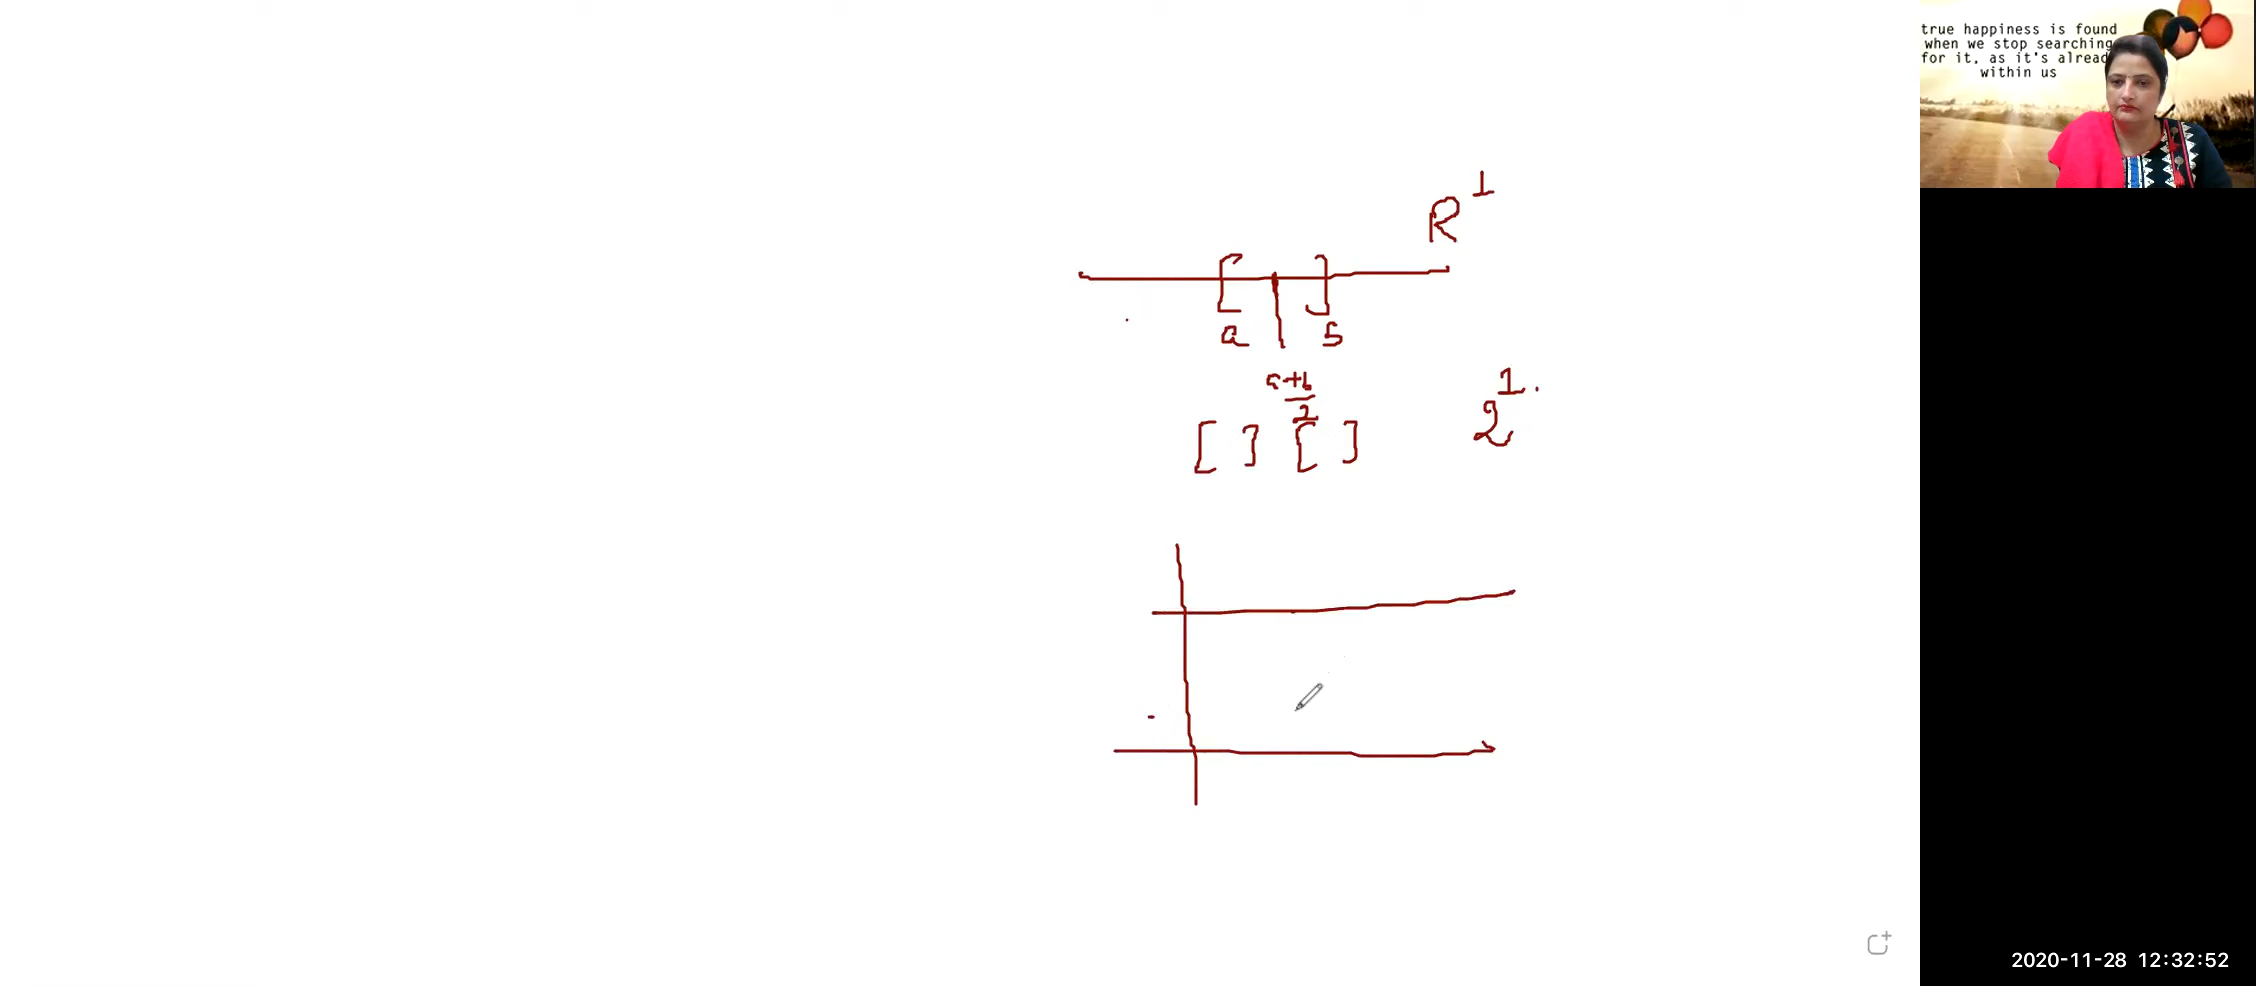 true happiness is found
when we stop searching
for it, as it's alread
within us
R^1
a b
a+b
2
[ ] [ ] 2^1.
2020-11-28 12:32:52